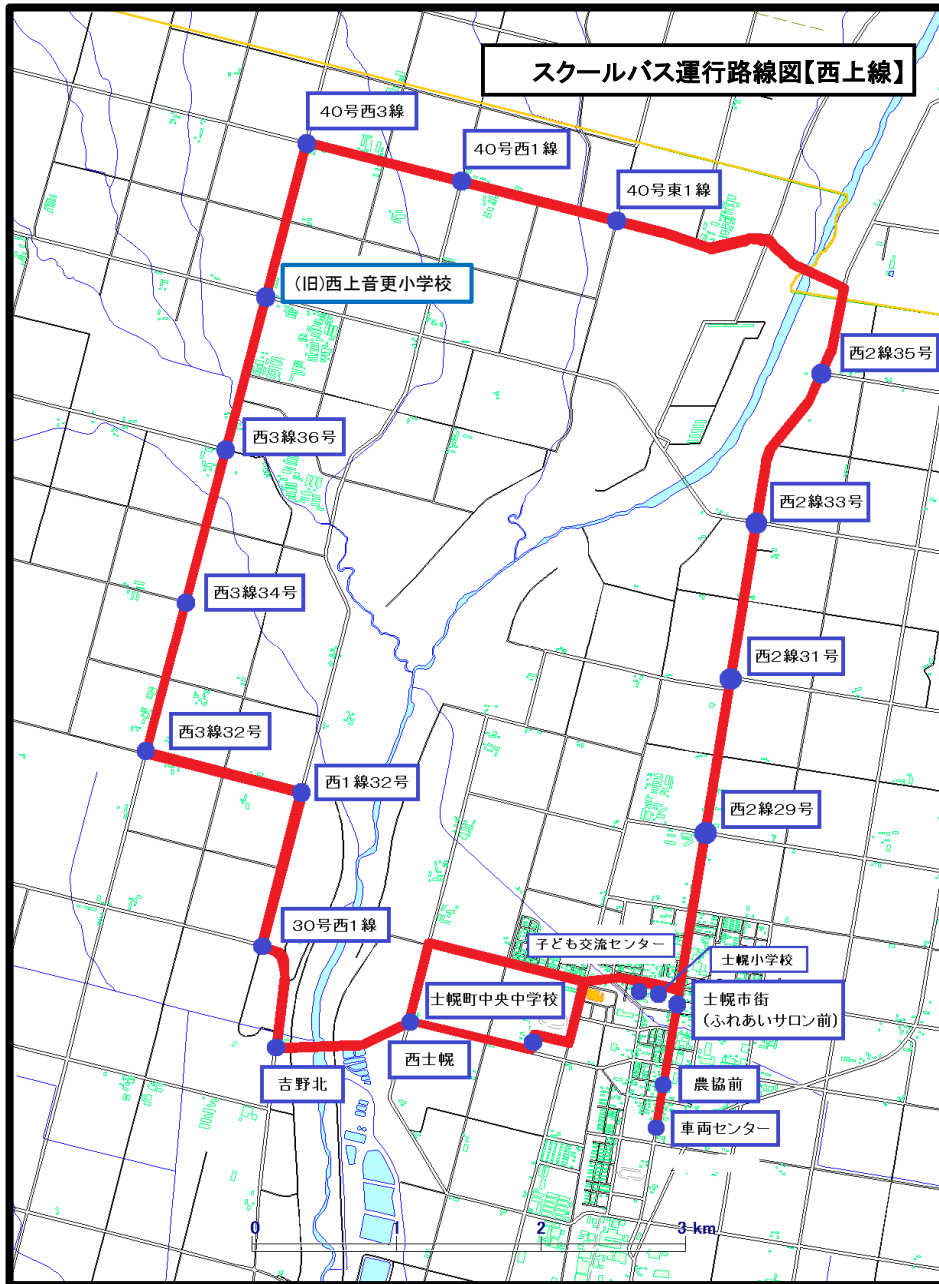 スクールバス運行路線図【西上線】
40号西3線
40号西1線
40号東1線
(旧)西上音更小学校
西2線35号
西3線36号
西2線33号
西3線34号
西2線31号
西3線32号
西1線32号
西2線29号
30号西1線
子ども交流センター
士幌小学校
士幌町中央中学校
士幌市街
(ふれあいサロン前)
西士幌
吉野北
農協前
車両センター
0 1 2 3 km